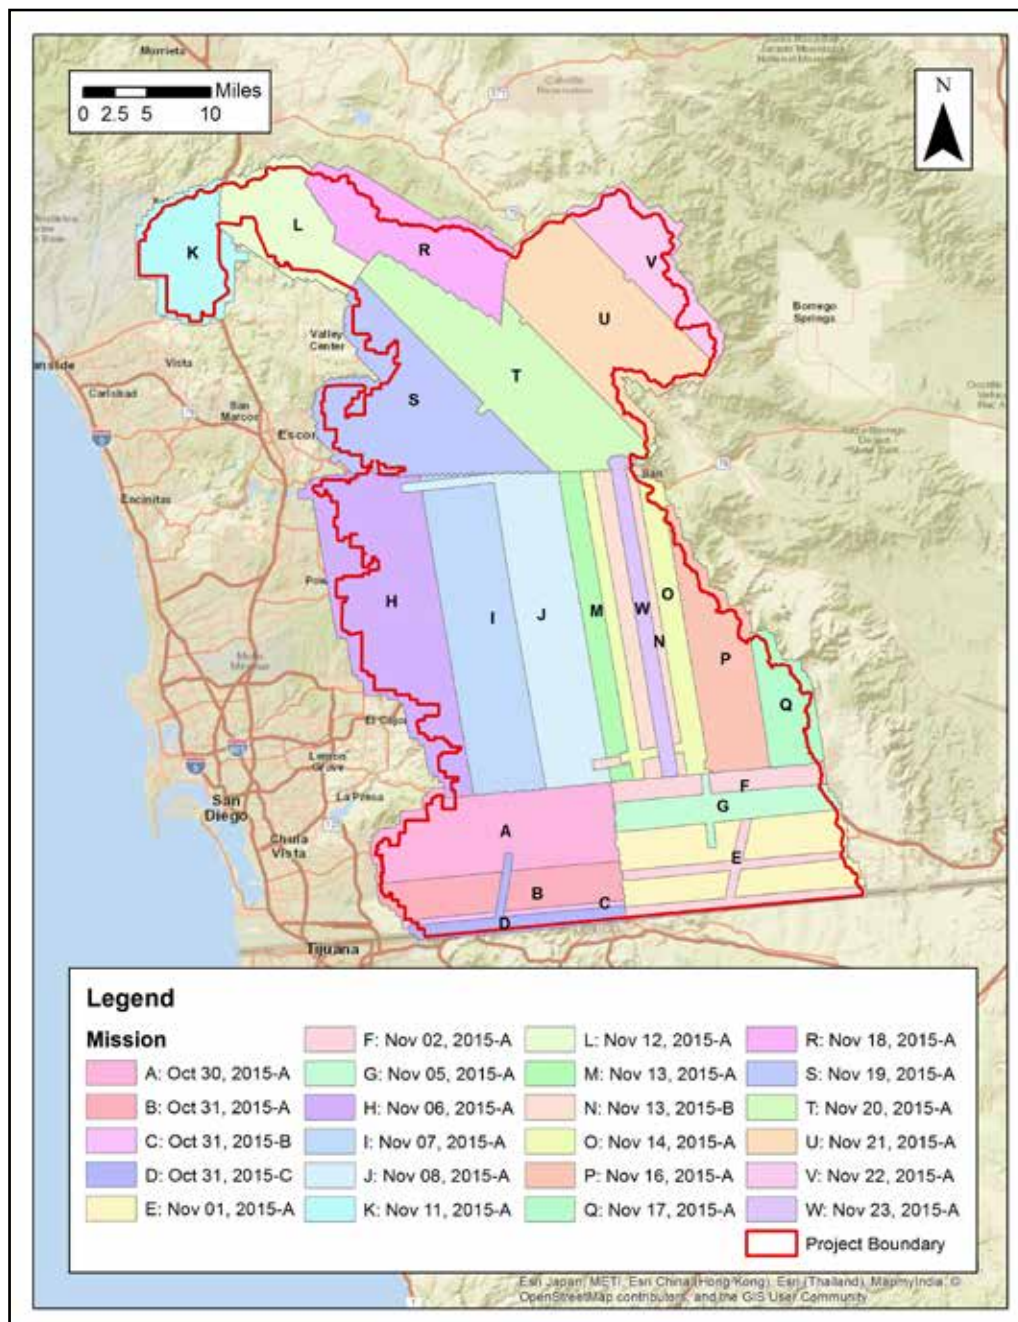 Murrieta
Miles
0 2.5 5 10
N
L
R
K
V
Borrego
Springs
U
Valley
Center
Vista
T
Carlsbad
San
Marcos
S
Encinitas
H
I
J
M
W
O
N
P
Q
El Cajon
Lemon
Grave
La Presa
San
Diego
Chula
Vista
F
G
A
E
B
C
D
Tijuana
Legend
Mission
A: Oct 30, 2015-A
B: Oct 31, 2015-A
C: Oct 31, 2015-B
D: Oct 31, 2015-C
E: Nov 01, 2015-A
F: Nov 02, 2015-A
G: Nov 05, 2015-A
H: Nov 06, 2015-A
I: Nov 07, 2015-A
J: Nov 08, 2015-A
K: Nov 11, 2015-A
L: Nov 12, 2015-A
M: Nov 13, 2015-A
N: Nov 13, 2015-B
O: Nov 14, 2015-A
P: Nov 16, 2015-A
Q: Nov 17, 2015-A
R: Nov 18, 2015-A
S: Nov 19, 2015-A
T: Nov 20, 2015-A
U: Nov 21, 2015-A
V: Nov 22, 2015-A
W: Nov 23, 2015-A
Project Boundary
Esri Japan, METI, Esri China (Hong Kong), Esri (Thailand), MapmyIndia, ©
OpenStreetMap contributors, and the GIS User Community